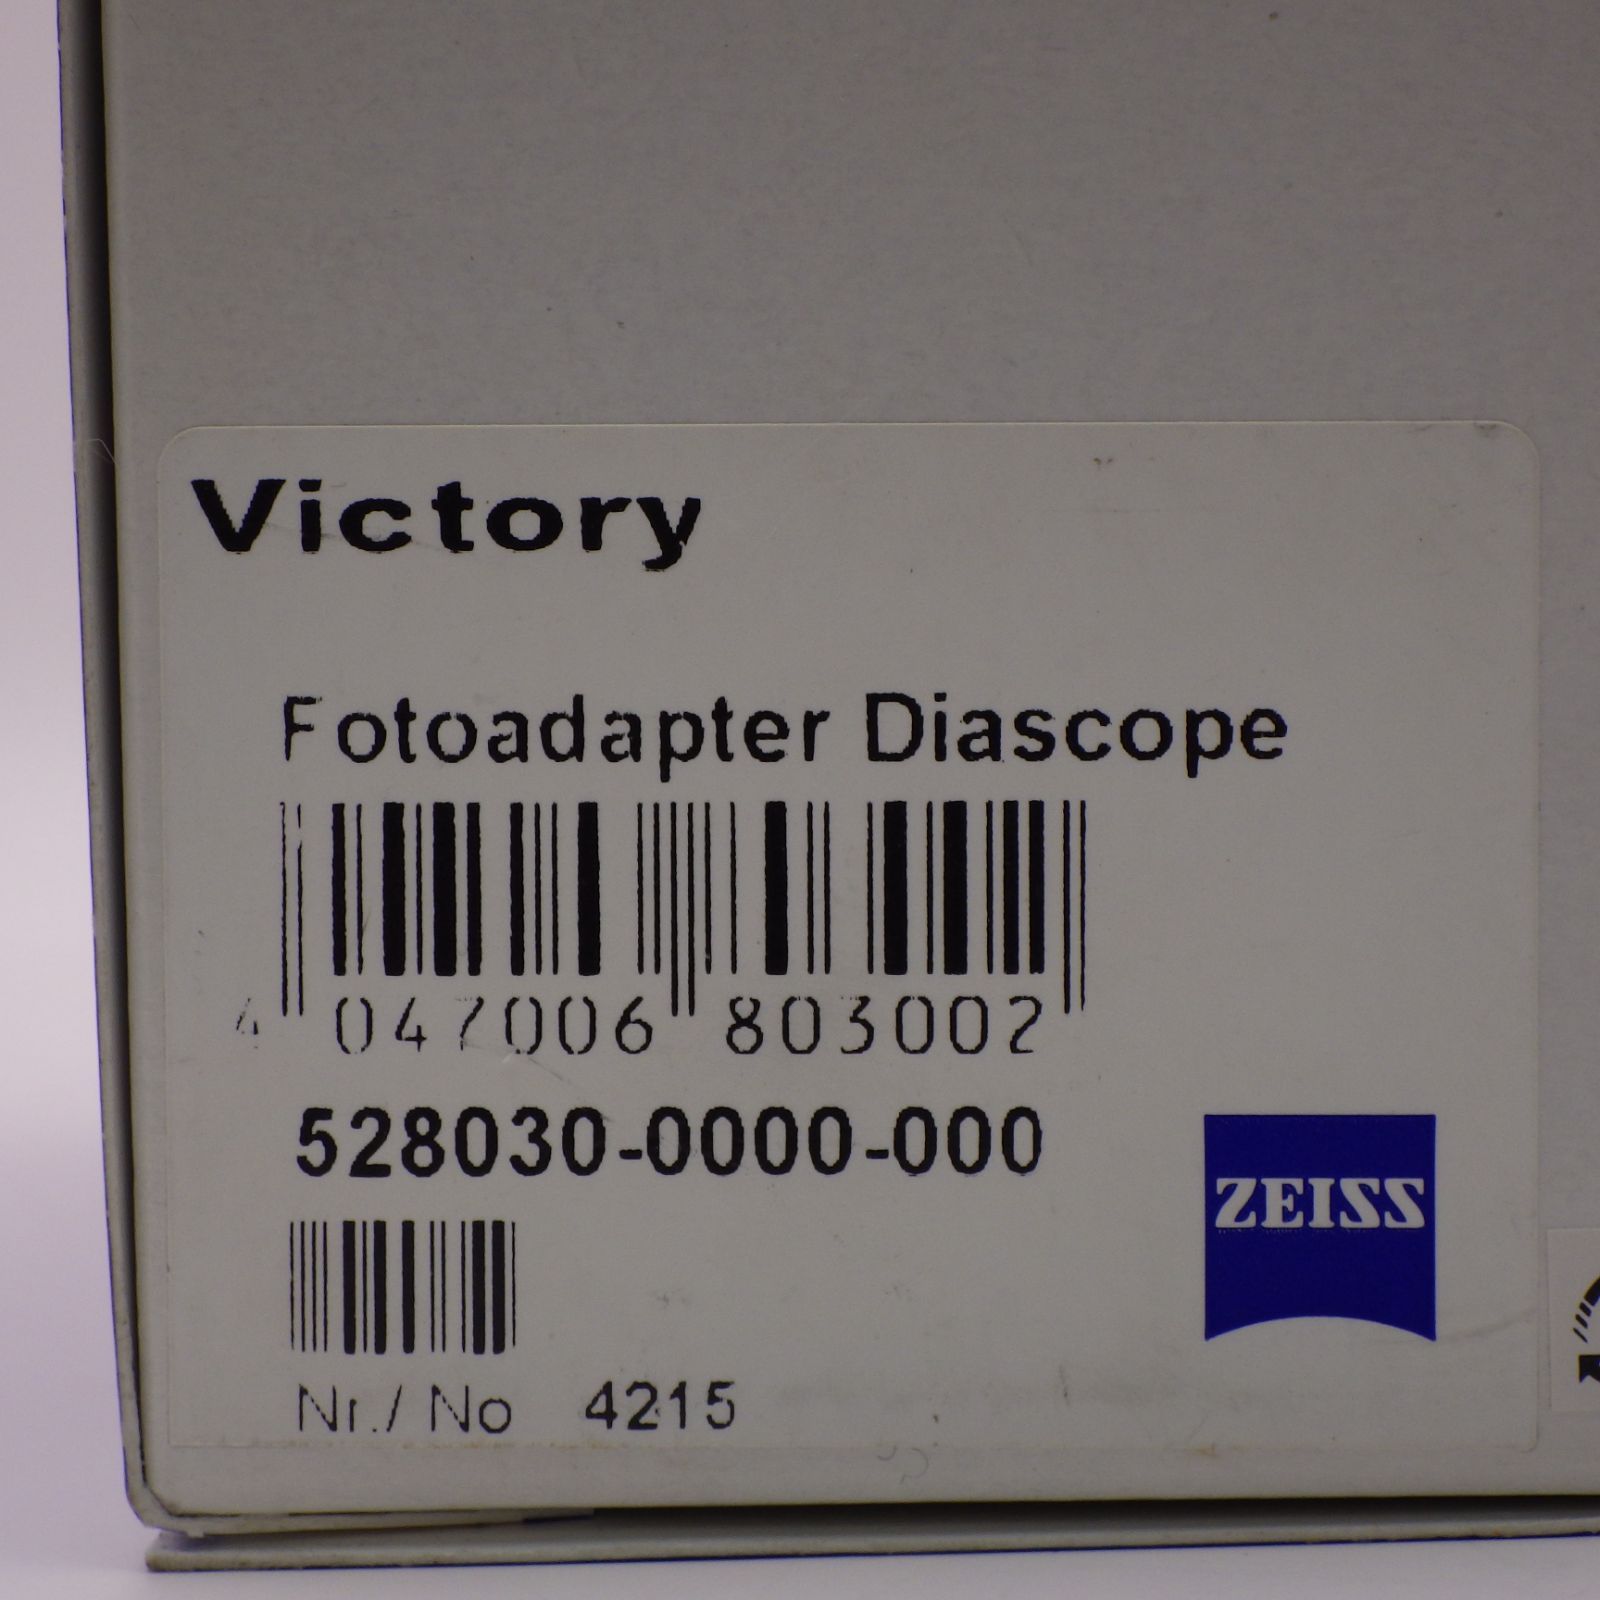 Victory
Fotoadapter Diascope
4 047006 803002
528030-0000-000
ZEISS
Nr./ No 4215